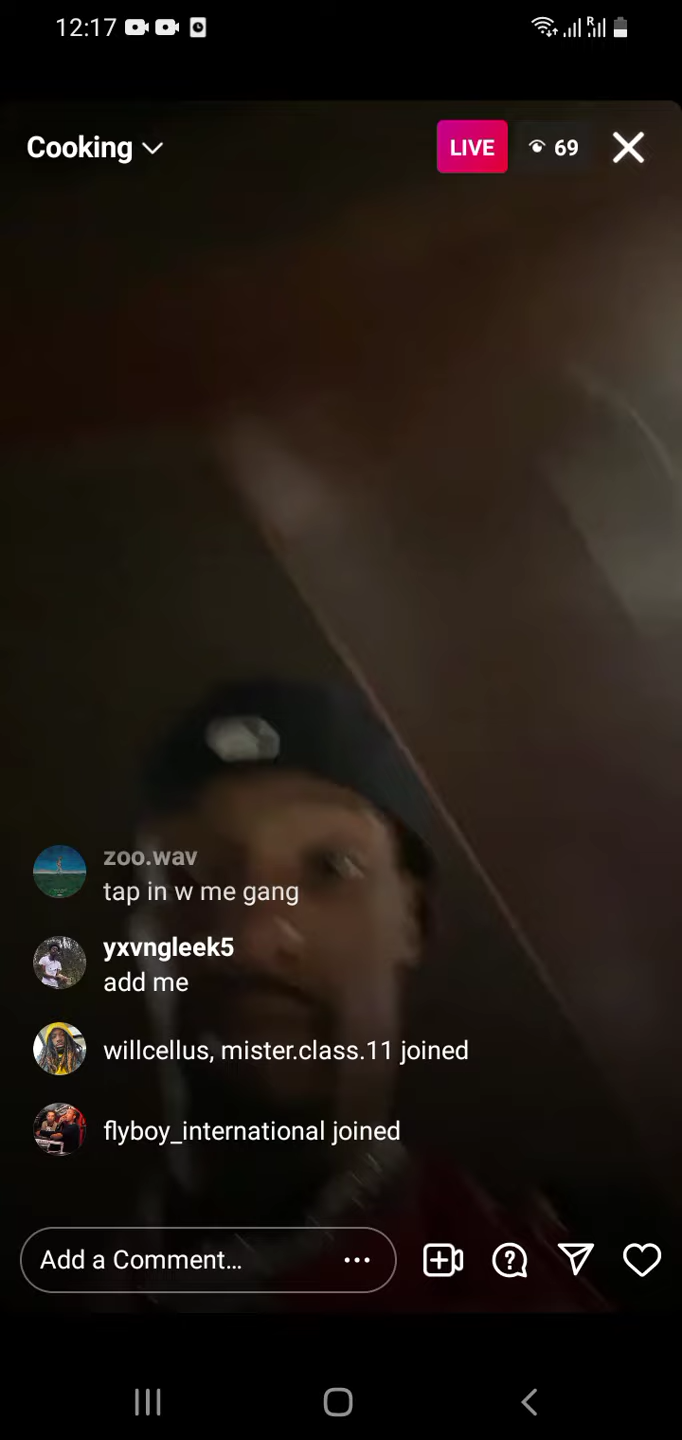 12:17
R
Cooking
LIVE
69
zoo.wav
tap in w me gang
yxvngleek5
add me
willcellus, mister.class.11 joined
flyboy_international joined
Add a Comment...